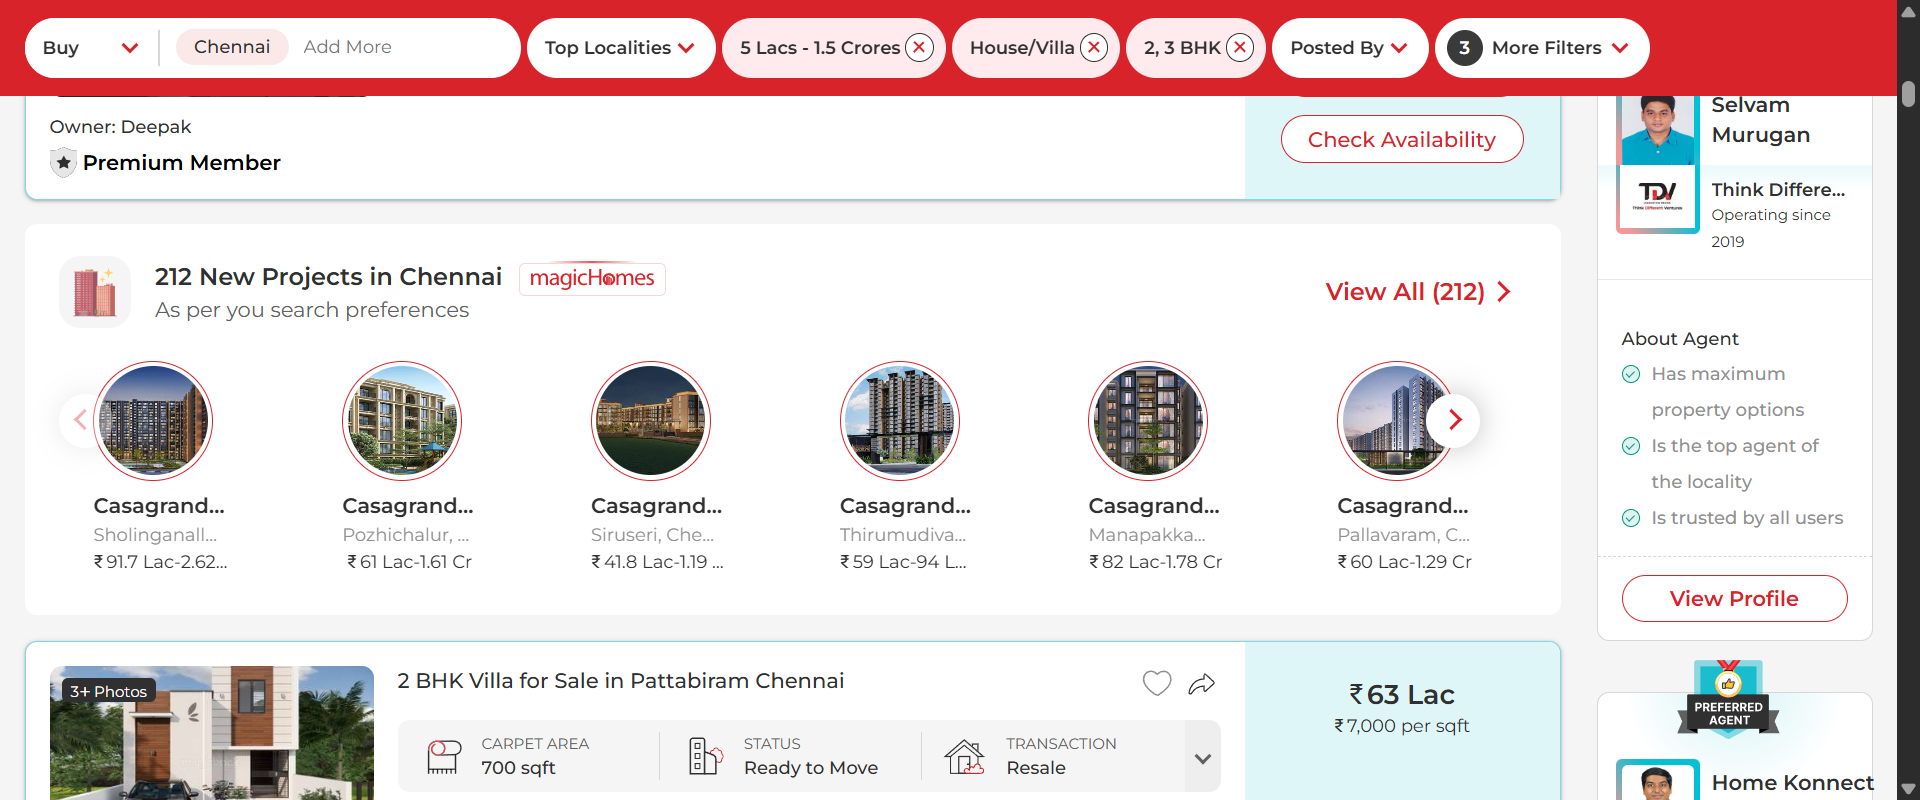 Buy
Chennai
Add More
Top Localities
5 Lacs - 1.5 Crores
House/Villa
2, 3 BHK
Posted By
3 More Filters
Owner: Deepak
Premium Member
Check Availability
Selvam
Murugan
TDV
Think Different Ventures
Think Differe...
Operating since
2019
212 New Projects in Chennai
magicHomes
As per you search preferences
View All (212)
Casagrand...
Sholinganall...
₹91.7 Lac-2.62...
Casagrand...
Pozhichalur, ...
₹61 Lac-1.61 Cr
Casagrand...
Siruseri, Che...
₹41.8 Lac-1.19 ...
Casagrand...
Thirumudiva...
₹59 Lac-94 L...
Casagrand...
Manapakka...
₹82 Lac-1.78 Cr
Casagrand...
Pallavaram, C...
₹60 Lac-1.29 Cr
About Agent
Has maximum
property options
Is the top agent of
the locality
Is trusted by all users
View Profile
3+ Photos
2 BHK Villa for Sale in Pattabiram Chennai
CARPET AREA
700 sqft
STATUS
Ready to Move
TRANSACTION
Resale
₹63 Lac
₹7,000 per sqft
PREFERRED
AGENT
Home Konnect